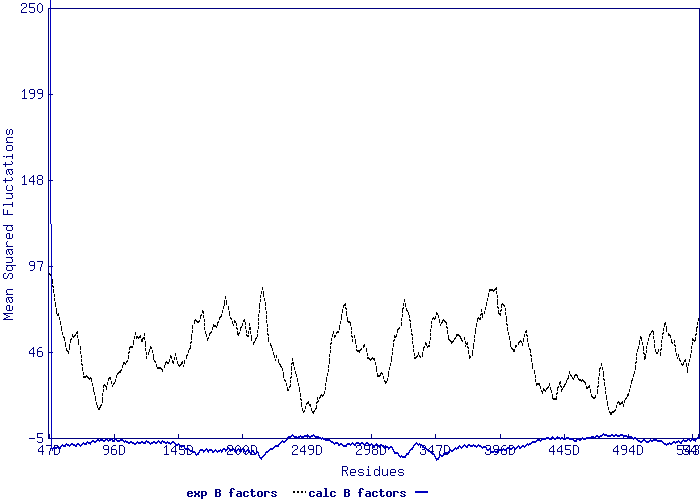 250
199
148
97
46
-5
Mean Squared Fluctations
47D 96D 145D 200D 249D 298D 347D 396D 445D 494D
Residues
exp B factors calc B factors